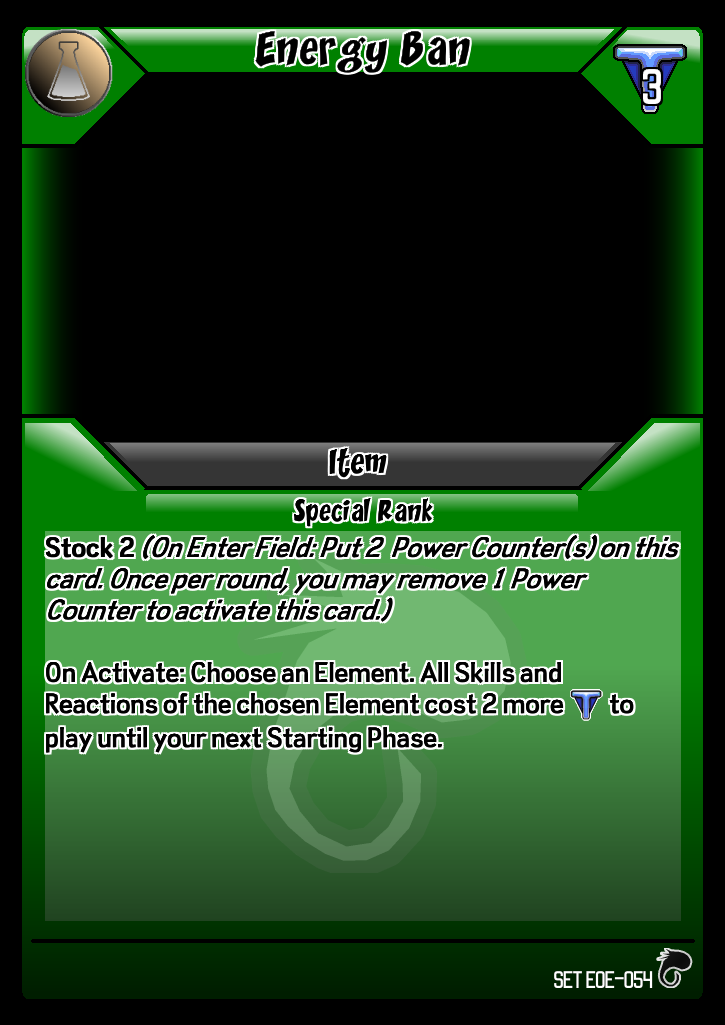 Energy Ban
3
Item
Special Rank
Stock 2 (On Enter Field: Put 2 Power Counter(s) on this
card. Once per round, you may remove 1 Power
Counter to activate this card.)
On Activate: Choose an Element. All Skills and
Reactions of the chosen Element cost 2 more T to
play until your next Starting Phase.
SET EOE-054